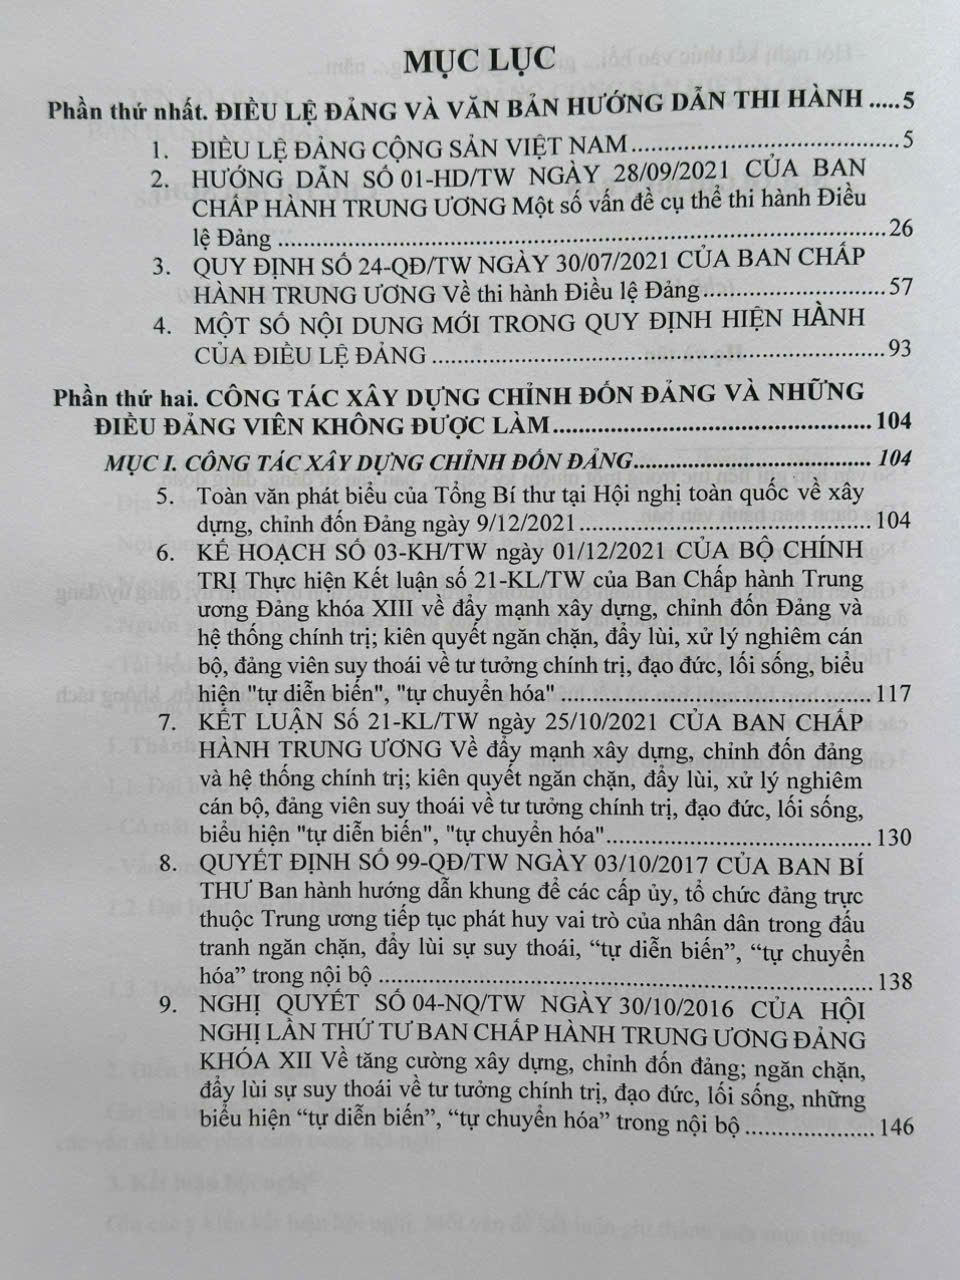 MỤC LỤC
Phần thứ nhất. ĐIỀU LỆ ĐẢNG VÀ VĂN BẢN HƯỚNG DẪN THI HÀNH .....5
1. ĐIỀU LỆ ĐẢNG CỘNG SẢN VIỆT NAM.......................................5
2. HƯỚNG DẪN SỐ 01-HD/TW NGÀY 28/09/2021 CỦA BAN
CHẤP HÀNH TRUNG ƯƠNG Một số vấn đề cụ thể thi hành Điều
lệ Đảng ........................................................................................26
3. QUY ĐỊNH SỐ 24-QĐ/TW NGÀY 30/07/2021 CỦA BAN CHẤP
HÀNH TRUNG ƯƠNG Về thi hành Điều lệ Đảng..........................57
4. MỘT SỐ NỘI DUNG MỚI TRONG QUY ĐỊNH HIỆN HÀNH
CỦA ĐIỀU LỆ ĐẢNG ..................................................................93
Phần thứ hai. CÔNG TÁC XÂY DỰNG CHỈNH ĐỐN ĐẢNG VÀ NHỮNG
ĐIỀU ĐẢNG VIÊN KHÔNG ĐƯỢC LÀM.............................................. 104
MỤC I. CÔNG TÁC XÂY DỰNG CHỈNH ĐỐN ĐẢNG.................................. 104
5. Toàn văn phát biểu của Tổng Bí thư tại Hội nghị toàn quốc về xây
dựng, chỉnh đốn Đảng ngày 9/12/2021..........................................104
6. KẾ HOẠCH SỐ 03-KH/TW ngày 01/12/2021 CỦA BỘ CHÍNH
TRỊ Thực hiện Kết luận số 21-KL/TW của Ban Chấp hành Trung
ương Đảng khóa XIII về đẩy mạnh xây dựng, chỉnh đốn Đảng và
hệ thống chính trị; kiên quyết ngăn chặn, đẩy lùi, xử lý nghiêm cán
bộ, đảng viên suy thoái về tư tưởng chính trị, đạo đức, lối sống, biểu
hiện "tự diễn biến", "tự chuyển hóa" .............................................117
7. KẾT LUẬN Số 21-KL/TW ngày 25/10/2021 CỦA BAN CHẤP
HÀNH TRUNG ƯƠNG Về đẩy mạnh xây dựng, chỉnh đốn đảng
và hệ thống chính trị; kiên quyết ngăn chặn, đẩy lùi, xử lý nghiêm
cán bộ, đảng viên suy thoái về tư tưởng chính trị, đạo đức, lối sống,
biểu hiện "tự diễn biến", "tự chuyển hóa"......................................130
8. QUYẾT ĐỊNH SỐ 99-QĐ/TW NGÀY 03/10/2017 CỦA BAN BÍ
THƯ Ban hành hướng dẫn khung để các cấp ủy, tổ chức đảng trực
thuộc Trung ương tiếp tục phát huy vai trò của nhân dân trong đấu
tranh ngăn chặn, đẩy lùi sự suy thoái, “tự diễn biến”, “tự chuyển
hóa” trong nội bộ ..........................................................................138
9. NGHỊ QUYẾT SỐ 04-NQ/TW NGÀY 30/10/2016 CỦA HỘI
NGHỊ LẦN THỨ TƯ BAN CHẤP HÀNH TRUNG ƯƠNG ĐẢNG
KHÓA XII Về tăng cường xây dựng, chỉnh đốn đảng; ngăn chặn,
đẩy lùi sự suy thoái về tư tưởng chính trị, đạo đức, lối sống, những
biểu hiện “tự diễn biến”, “tự chuyển hóa” trong nội bộ ...................146